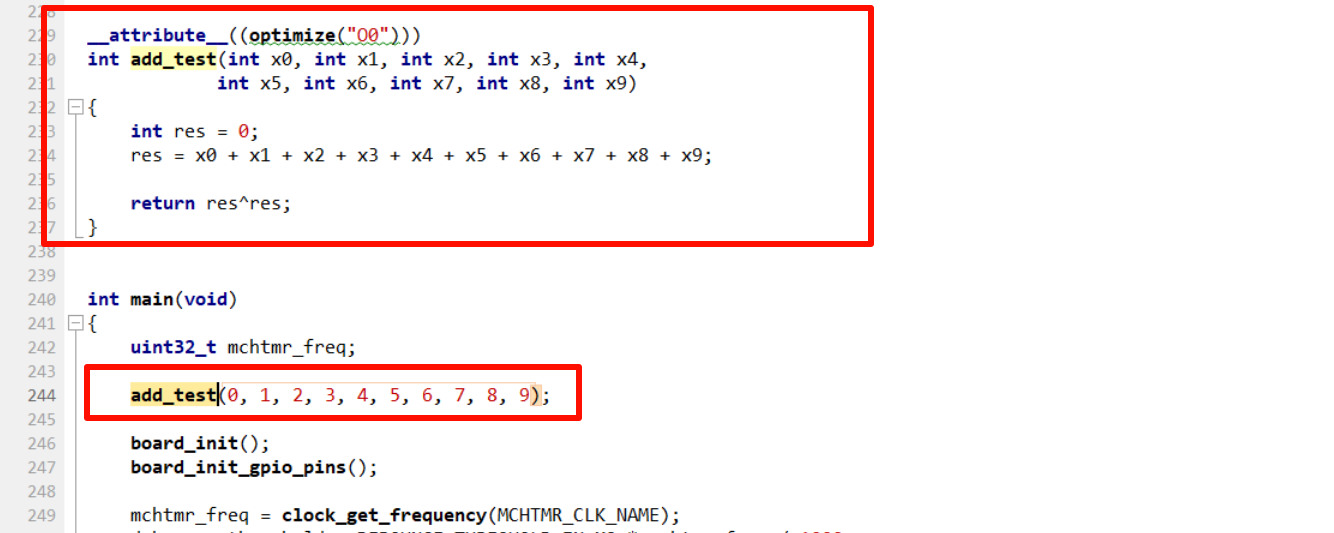 228
229 __attribute__((optimize("O0")))
230 int add_test(int x0, int x1, int x2, int x3, int x4,
231 int x5, int x6, int x7, int x8, int x9)
232 {
233 int res = 0;
234 res = x0 + x1 + x2 + x3 + x4 + x5 + x6 + x7 + x8 + x9;
235
236 return res^res;
237 }
238
239
240 int main(void)
241 {
242 uint32_t mchtmr_freq;
243
244 add_test(0, 1, 2, 3, 4, 5, 6, 7, 8, 9);
245
246 board_init();
247 board_init_gpio_pins();
248
249 mchtmr_freq = clock_get_frequency(MCHTMR_CLK_NAME);